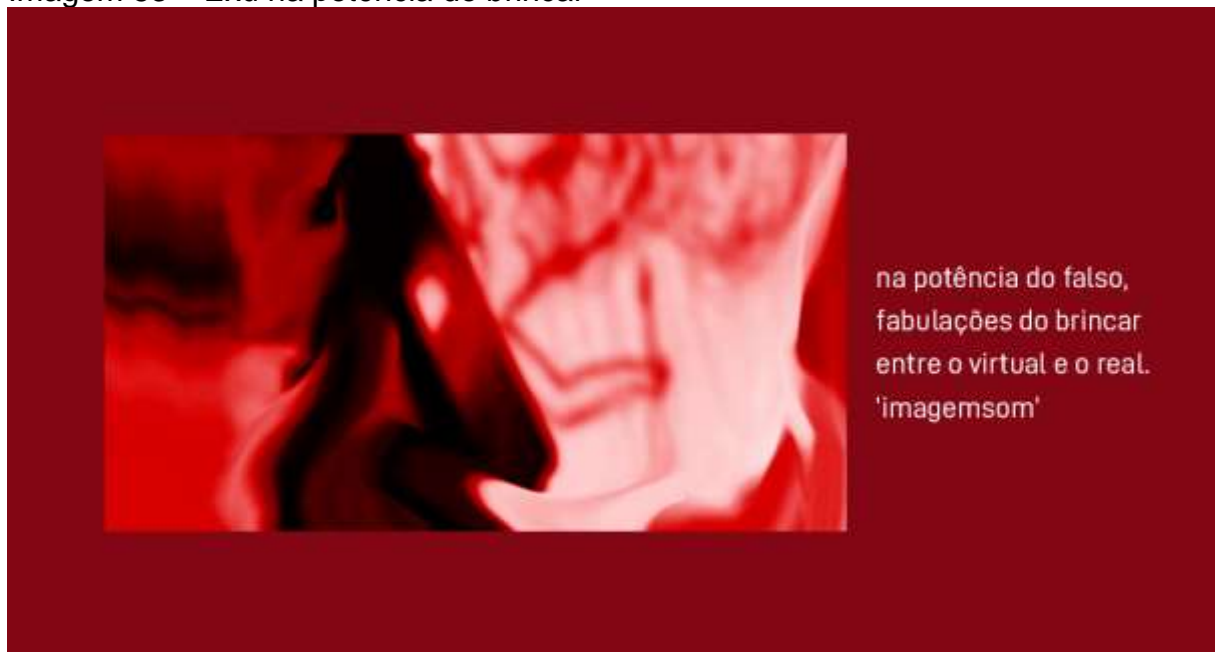 na potência do falso,
fabulações do brincar
entre o virtual e o real.
'imagemsom'